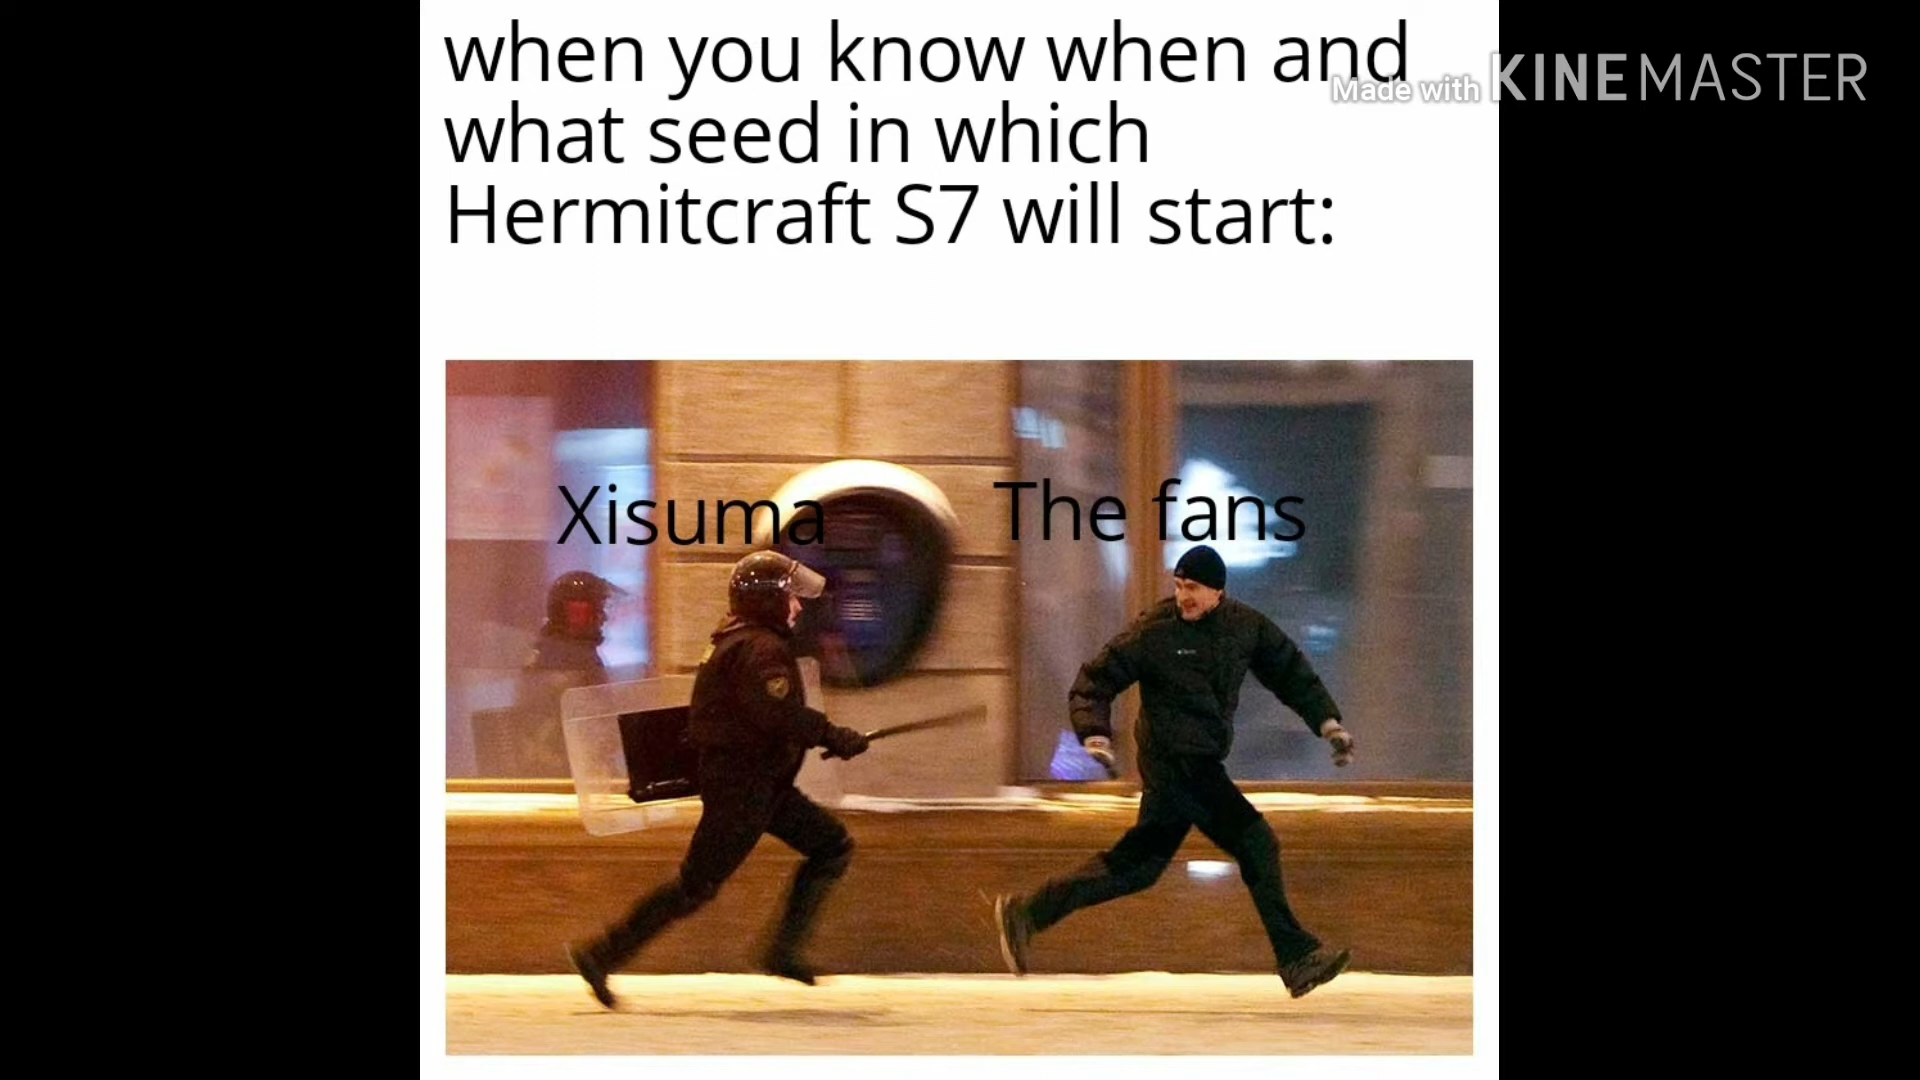 when you know when and
what seed in which
Hermitcraft S7 will start:
Made with KINEMASTER
Xisuma The fans